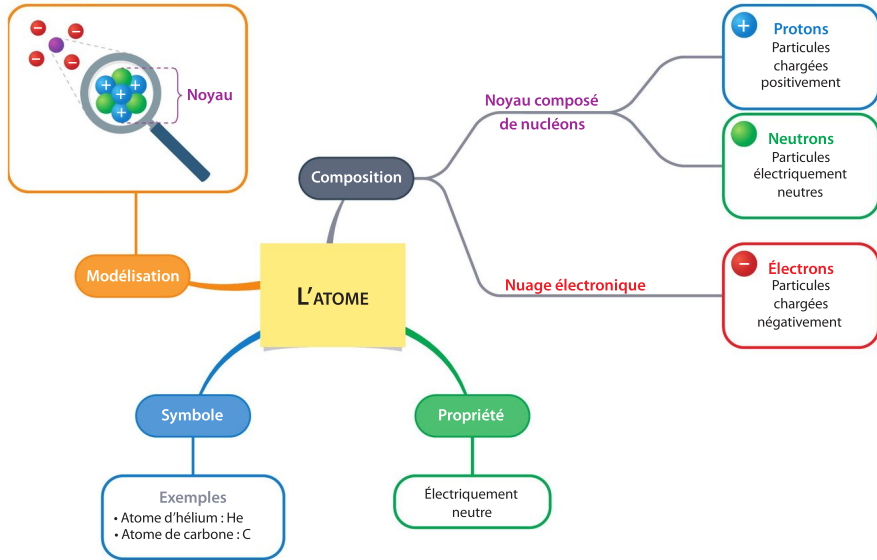 Noyau
Modélisation
L'ATOME
Composition
Noyau composé
de nucléons
+ Protons
Particules
chargées
positivement
Neutrons
Particules
électriquement
neutres
Nuage électronique
− Électrons
Particules
chargées
négativement
Symbole
Exemples
• Atome d'hélium : He
• Atome de carbone : C
Propriété
Électriquement
neutre